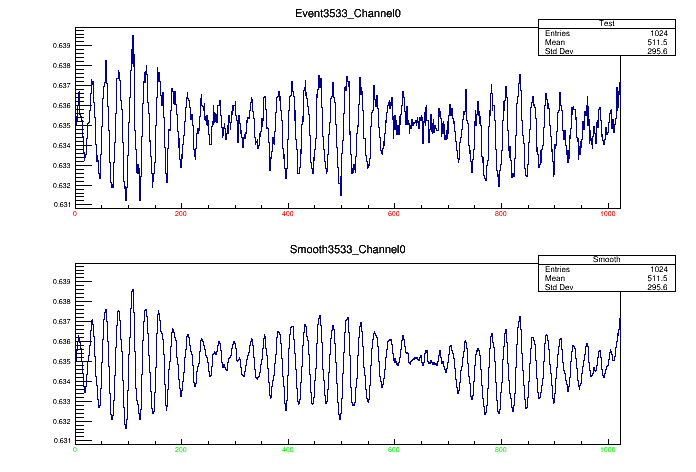 Event3533_Channel0
Test
Entries 1024
Mean 511.5
Std Dev 295.6
0.639
0.638
0.637
0.636
0.635
0.634
0.633
0.632
0.631
0 200 400 600 800 1000
Smooth3533_Channel0
Smooth
Entries 1024
Mean 511.5
Std Dev 295.6
0.639
0.638
0.637
0.636
0.635
0.634
0.633
0.632
0.631
0 200 400 600 800 1000